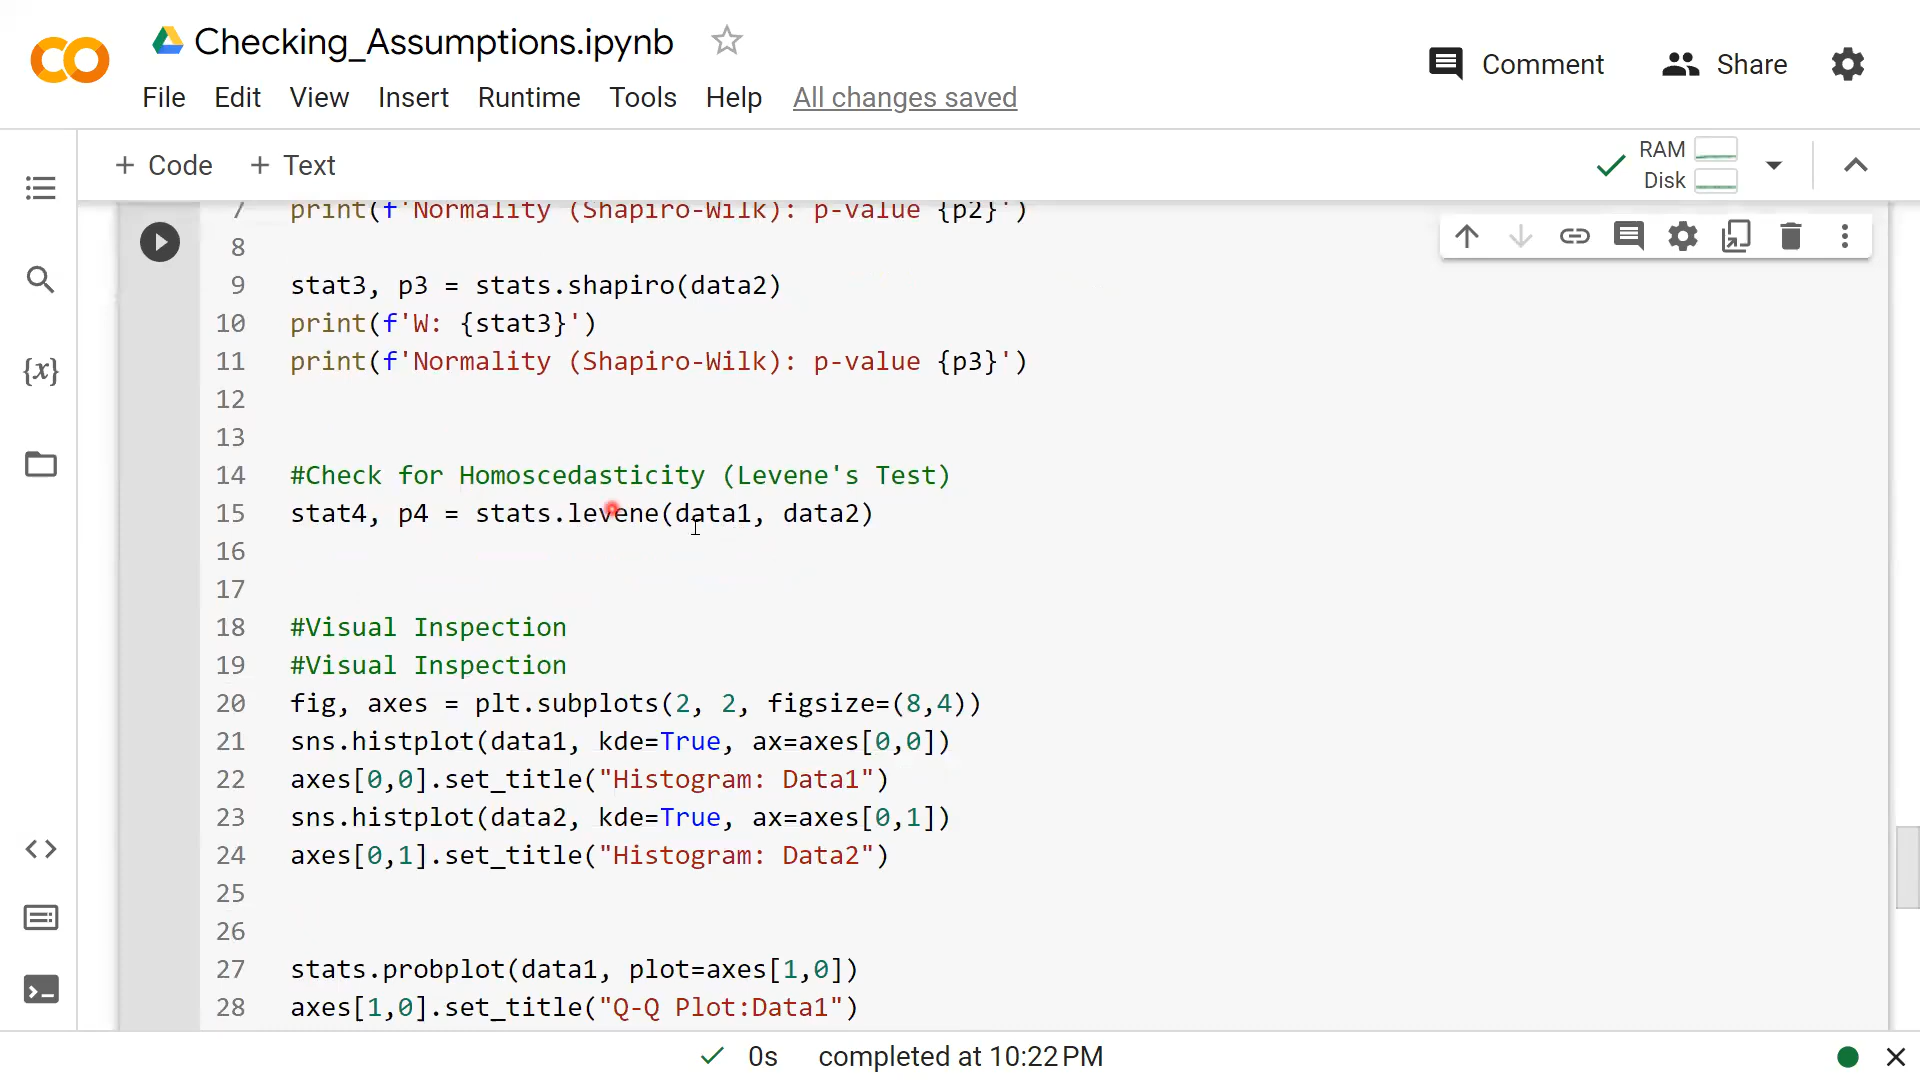 Checking_Assumptions.ipynb
File Edit View Insert Runtime Tools Help All changes saved
Comment Share
+ Code + Text
RAM
Disk
7 print(f'Normality (Shapiro-Wilk): p-value {p2}')
8
9 stat3, p3 = stats.shapiro(data2)
10 print(f'W: {stat3}')
11 print(f'Normality (Shapiro-Wilk): p-value {p3}')
12
13
14 #Check for Homoscedasticity (Levene's Test)
15 stat4, p4 = stats.levene(data1, data2)
16
17
18 #Visual Inspection
19 #Visual Inspection
20 fig, axes = plt.subplots(2, 2, figsize=(8,4))
21 sns.histplot(data1, kde=True, ax=axes[0,0])
22 axes[0,0].set_title("Histogram: Data1")
23 sns.histplot(data2, kde=True, ax=axes[0,1])
24 axes[0,1].set_title("Histogram: Data2")
25
26
27 stats.probplot(data1, plot=axes[1,0])
28 axes[1,0].set_title("Q-Q Plot:Data1")
{x}
0s completed at 10:22 PM